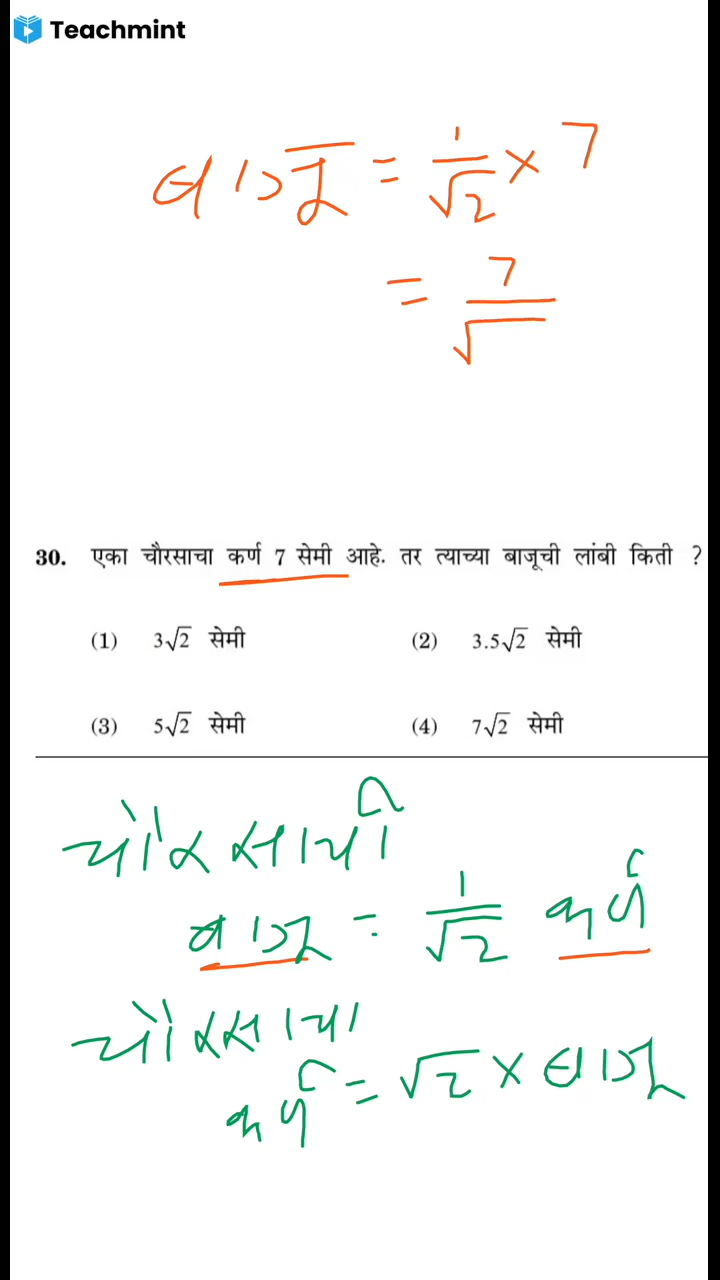 Teachmint
बाजू = 1/√2 × 7
= 7/√
30. एका चौरसाचा कर्ण 7 सेमी आहे. तर त्याच्या बाजूची लांबी किती ?
(1) 3√2 सेमी (2) 3.5√2 सेमी
(3) 5√2 सेमी (4) 7√2 सेमी
चौरसाची
बाजू = 1/√2 कर्ण
चौरसाचा
कर्ण = √2 × बाजू